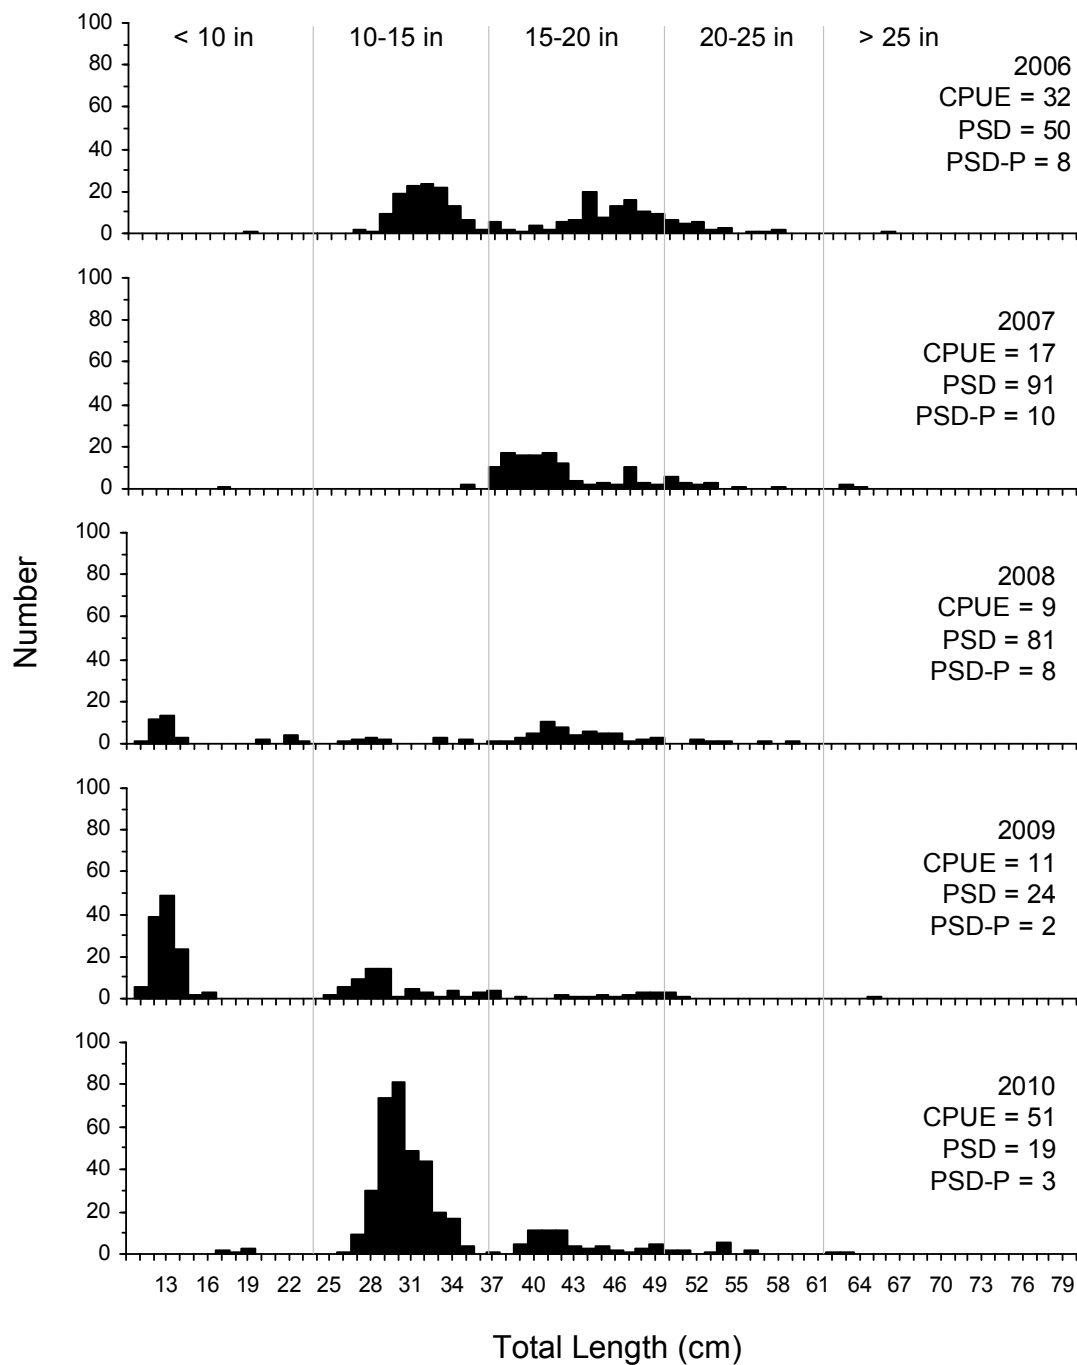 < 10 in 10-15 in 15-20 in 20-25 in > 25 in
100
80
60
40
20
0
2006
CPUE = 32
PSD = 50
PSD-P = 8
100
80
60
40
20
0
2007
CPUE = 17
PSD = 91
PSD-P = 10
Number
100
80
60
40
20
0
2008
CPUE = 9
PSD = 81
PSD-P = 8
100
80
60
40
20
0
2009
CPUE = 11
PSD = 24
PSD-P = 2
100
80
60
40
20
0
2010
CPUE = 51
PSD = 19
PSD-P = 3
13 16 19 22 25 28 31 34 37 40 43 46 49 52 55 58 61 64 67 70 73 76 79
Total Length (cm)